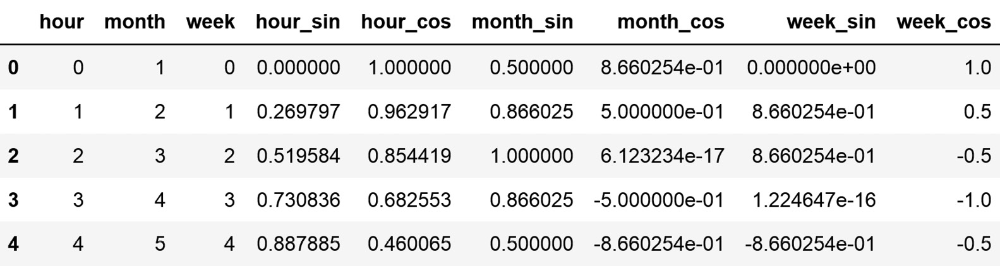 hour month week hour_sin hour_cos month_sin month_cos week_sin week_cos
0 0 1 0 0.000000 1.000000 0.500000 8.660254e-01 0.000000e+00 1.0
1 1 2 1 0.269797 0.962917 0.866025 5.000000e-01 8.660254e-01 0.5
2 2 3 2 0.519584 0.854419 1.000000 6.123234e-17 8.660254e-01 -0.5
3 3 4 3 0.730836 0.682553 0.866025 -5.000000e-01 1.224647e-16 -1.0
4 4 5 4 0.887885 0.460065 0.500000 -8.660254e-01 -8.660254e-01 -0.5